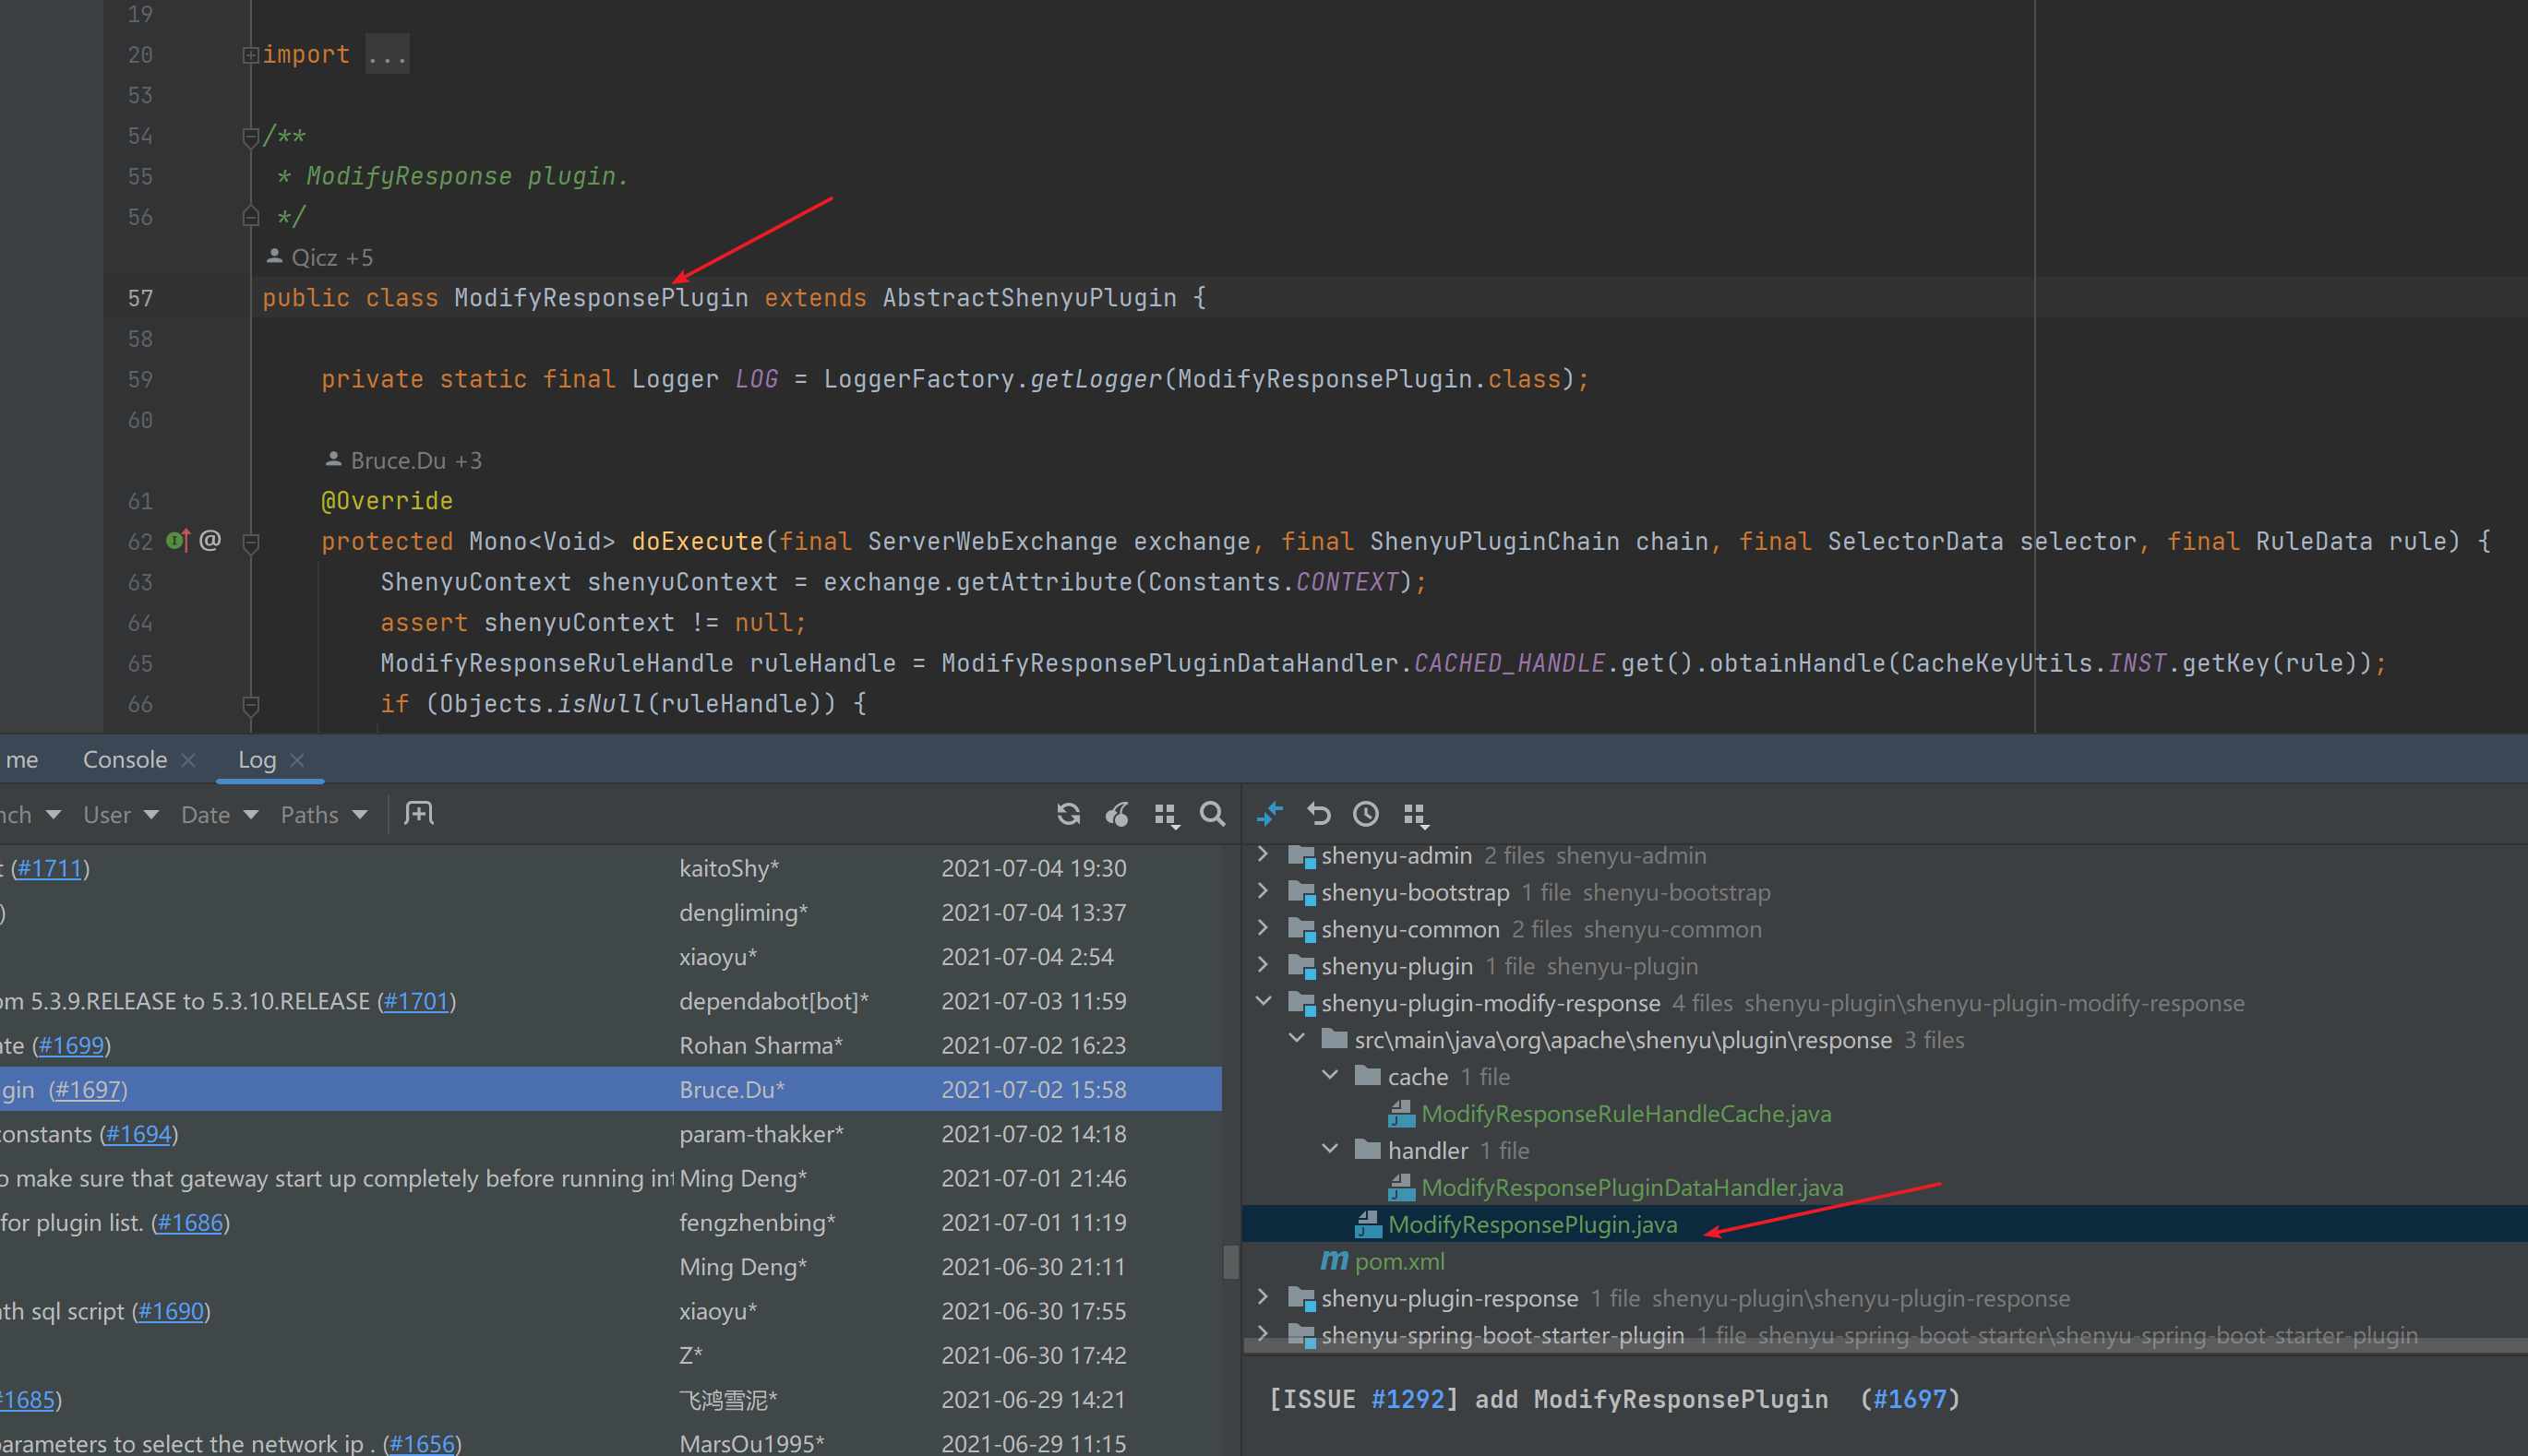 19
20 import ...
53
54 /**
55 * ModifyResponse plugin.
56 */
Qicz +5
57 public class ModifyResponsePlugin extends AbstractShenyuPlugin {
58
59 private static final Logger LOG = LoggerFactory.getLogger(ModifyResponsePlugin.class);
60
Bruce.Du +3
61 @Override
62 @ protected Mono<Void> doExecute(final ServerWebExchange exchange, final ShenyuPluginChain chain, final SelectorData selector, final RuleData rule) {
63 ShenyuContext shenyuContext = exchange.getAttribute(Constants.CONTEXT);
64 assert shenyuContext != null;
65 ModifyResponseRuleHandle ruleHandle = ModifyResponsePluginDataHandler.CACHED_HANDLE.get().obtainHandle(CacheKeyUtils.INST.getKey(rule));
66 if (Objects.isNull(ruleHandle)) {
me Console Log
nch User Date Paths
t (#1711) kaitoShy* 2021-07-04 19:30
) dengliming* 2021-07-04 13:37
xiaoyu* 2021-07-04 2:54
om 5.3.9.RELEASE to 5.3.10.RELEASE (#1701) dependabot[bot]* 2021-07-03 11:59
ate (#1699) Rohan Sharma* 2021-07-02 16:23
gin (#1697) Bruce.Du* 2021-07-02 15:58
constants (#1694) param-thakker* 2021-07-02 14:18
o make sure that gateway start up completely before running int Ming Deng* 2021-07-01 21:46
for plugin list. (#1686) fengzhenbing* 2021-07-01 11:19
Ming Deng* 2021-06-30 21:11
ath sql script (#1690) xiaoyu* 2021-06-30 17:55
Z* 2021-06-30 17:42
#1685) 飞鸿雪泥* 2021-06-29 14:21
parameters to select the network ip . (#1656) MarsOu1995* 2021-06-29 11:15
shenyu-admin 2 files shenyu-admin
shenyu-bootstrap 1 file shenyu-bootstrap
shenyu-common 2 files shenyu-common
shenyu-plugin 1 file shenyu-plugin
shenyu-plugin-modify-response 4 files shenyu-plugin\shenyu-plugin-modify-response
src\main\java\org\apache\shenyu\plugin\response 3 files
cache 1 file
ModifyResponseRuleHandleCache.java
handler 1 file
ModifyResponsePluginDataHandler.java
ModifyResponsePlugin.java
pom.xml
shenyu-plugin-response 1 file shenyu-plugin\shenyu-plugin-response
shenyu-spring-boot-starter-plugin 1 file shenyu-spring-boot-starter\shenyu-spring-boot-starter-plugin
[ISSUE #1292] add ModifyResponsePlugin (#1697)